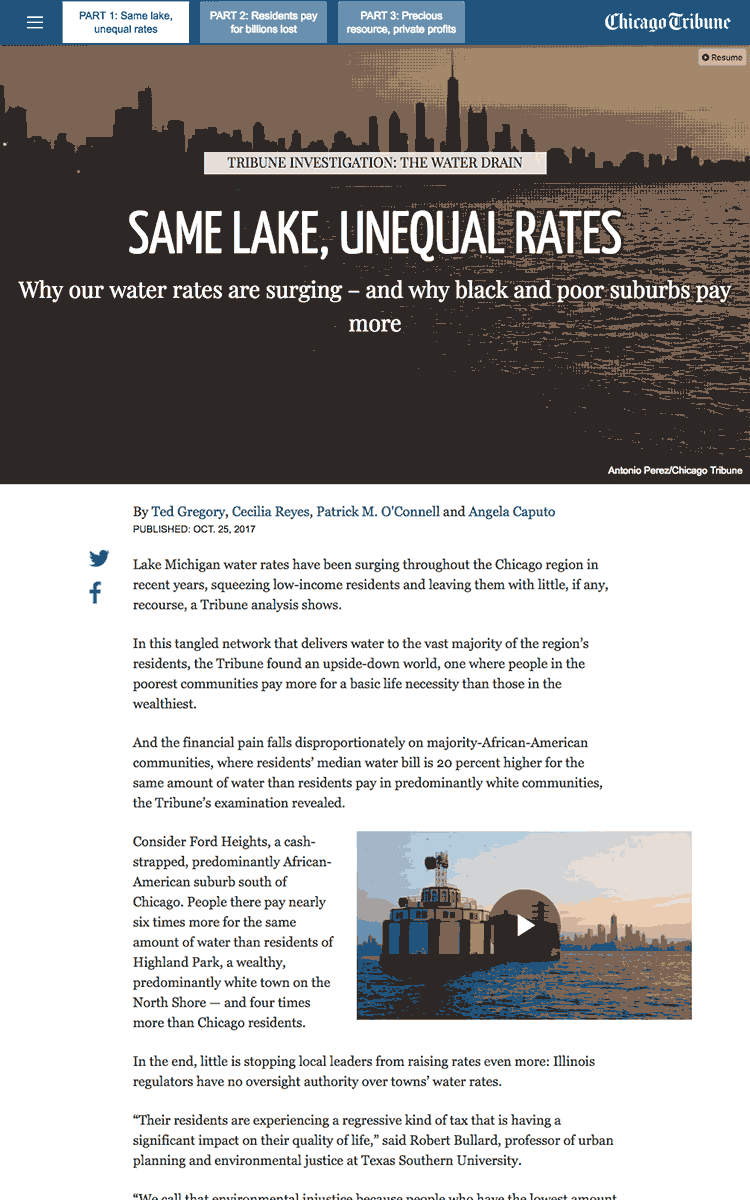 PART 1: Same lake,
unequal rates
PART 2: Residents pay
for billions lost
PART 3: Precious
resource, private profits
Chicago Tribune
Resume
TRIBUNE INVESTIGATION: THE WATER DRAIN
SAME LAKE, UNEQUAL RATES
Why our water rates are surging – and why black and poor suburbs pay
more
Antonio Perez/Chicago Tribune
By Ted Gregory, Cecilia Reyes, Patrick M. O'Connell and Angela Caputo
PUBLISHED: OCT. 25, 2017
Lake Michigan water rates have been surging throughout the Chicago region in
recent years, squeezing low-income residents and leaving them with little, if any,
recourse, a Tribune analysis shows.
In this tangled network that delivers water to the vast majority of the region’s
residents, the Tribune found an upside-down world, one where people in the
poorest communities pay more for a basic life necessity than those in the
wealthiest.
And the financial pain falls disproportionately on majority-African-American
communities, where residents’ median water bill is 20 percent higher for the
same amount of water than residents pay in predominantly white communities,
the Tribune’s examination revealed.
Consider Ford Heights, a cash-
strapped, predominantly African-
American suburb south of
Chicago. People there pay nearly
six times more for the same
amount of water than residents of
Highland Park, a wealthy,
predominantly white town on the
North Shore — and four times
more than Chicago residents.
In the end, little is stopping local leaders from raising rates even more: Illinois
regulators have no oversight authority over towns’ water rates.
“Their residents are experiencing a regressive kind of tax that is having a
significant impact on their quality of life,” said Robert Bullard, professor of urban
planning and environmental justice at Texas Southern University.
“We call that environmental injustice because people who have the lowest amount